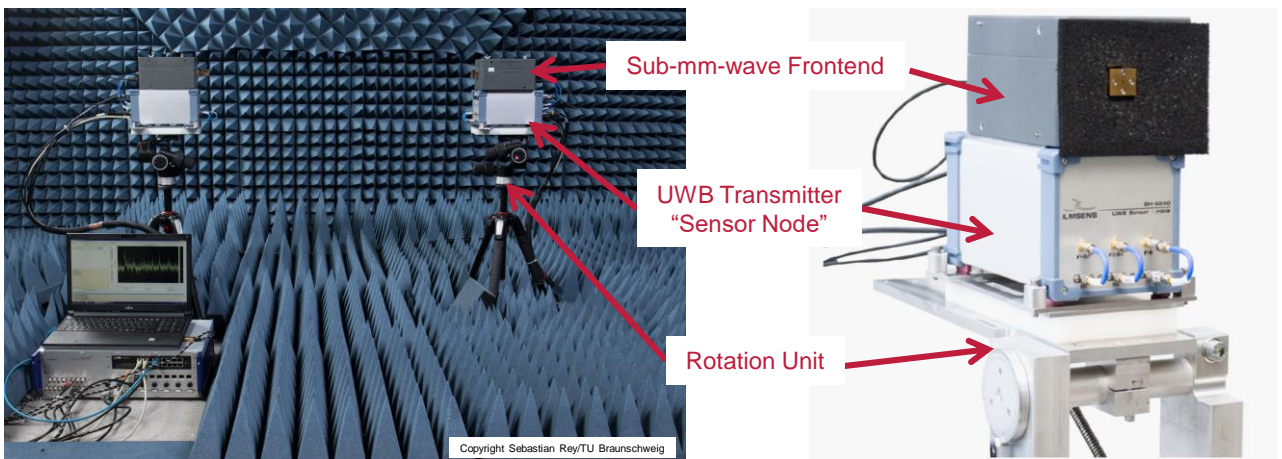 Sub-mm-wave Frontend
UWB Transmitter
“Sensor Node”
Rotation Unit
Copyright Sebastian Rey/TU Braunschweig
ILMSENS
UWB Sensor